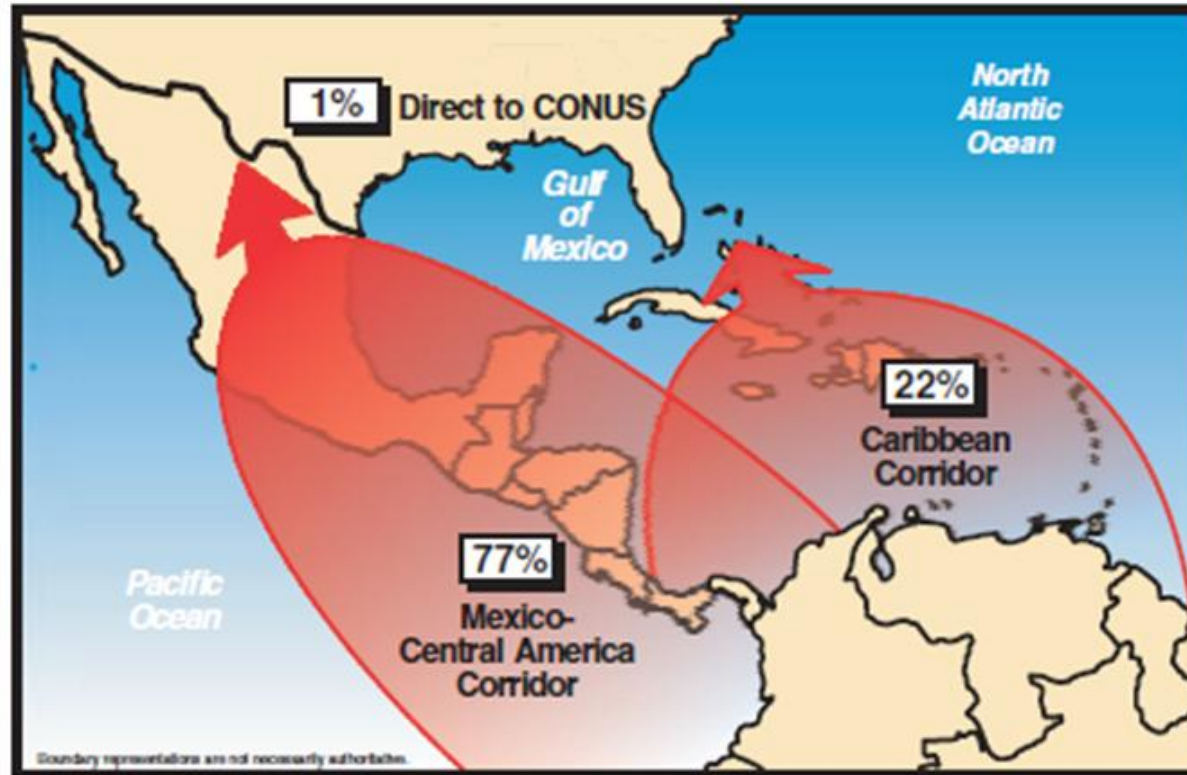 1% Direct to CONUS
North
Atlantic
Ocean
Gulf
of
Mexico
22%
Caribbean
Corridor
77%
Mexico-
Central America
Corridor
Pacific
Ocean
Boundary representations are not necessarily authoritative.